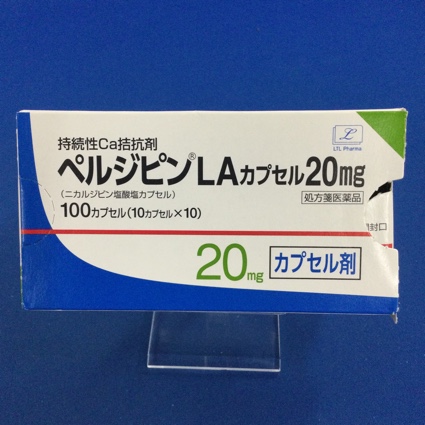 持続性Ca拮抗剤
ペルジピン®LAカプセル20mg
(ニカルジピン塩酸塩カプセル)
処方箋医薬品
100カプセル(10カプセル×10)
開封口
20mg
カプセル剤
L
LTL Pharma